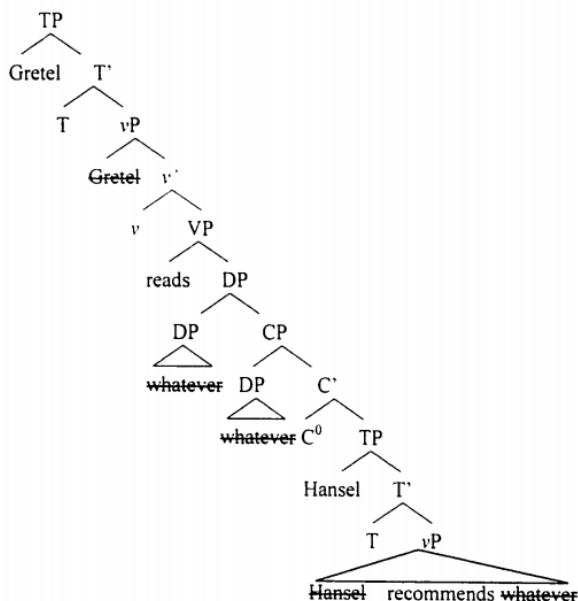 TP
Gretel T'
T vP
Gretel v'
v VP
reads DP
DP CP
whatever DP C'
whatever C⁰ TP
Hansel T'
T vP
Hansel recommends whatever